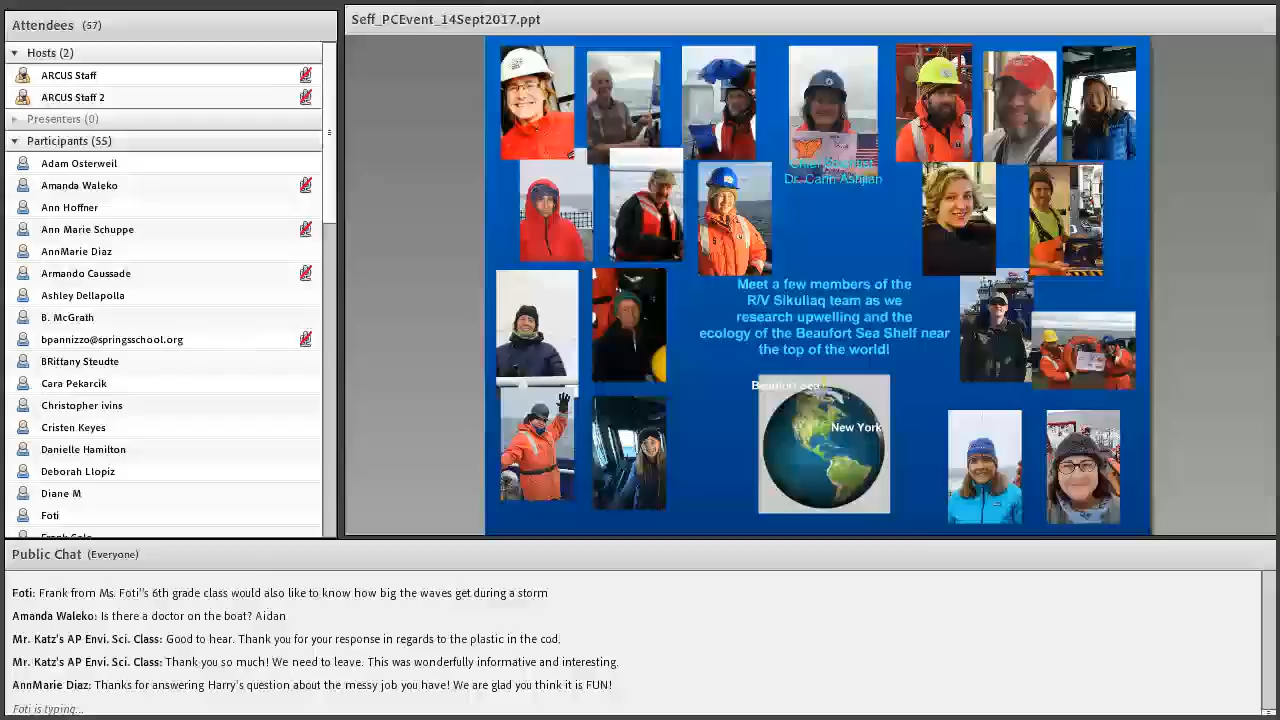 Attendees (57)
Hosts (2)
ARCUS Staff
ARCUS Staff 2
Presenters (0)
Participants (55)
Adam Osterweil
Amanda Waleko
Ann Hoffner
Ann Marie Schuppe
AnnMarie Diaz
Armando Caussade
Ashley Dellapolla
B. McGrath
bpannizzo@springsschool.org
BRittany Steudte
Cara Pekarcik
Christopher ivins
Cristen Keyes
Danielle Hamilton
Deborah Llopiz
Diane M
Foti
Seff_PCEvent_14Sept2017.ppt
Chief Scientist
Dr. Carin Ashjian
Meet a few members of the
R/V Sikuliaq team as we
research upwelling and the
ecology of the Beaufort Sea Shelf near
the top of the world!
Beaufort Sea
New York
Public Chat (Everyone)
Foti: Frank from Ms. Foti"s 6th grade class would also like to know how big the waves get during a storm
Amanda Waleko: Is there a doctor on the boat? Aidan
Mr. Katz's AP Envi. Sci. Class: Good to hear. Thank you for your response in regards to the plastic in the cod.
Mr. Katz's AP Envi. Sci. Class: Thank you so much! We need to leave. This was wonderfully informative and interesting.
AnnMarie Diaz: Thanks for answering Harry's question about the messy job you have! We are glad you think it is FUN!
Foti is typing...